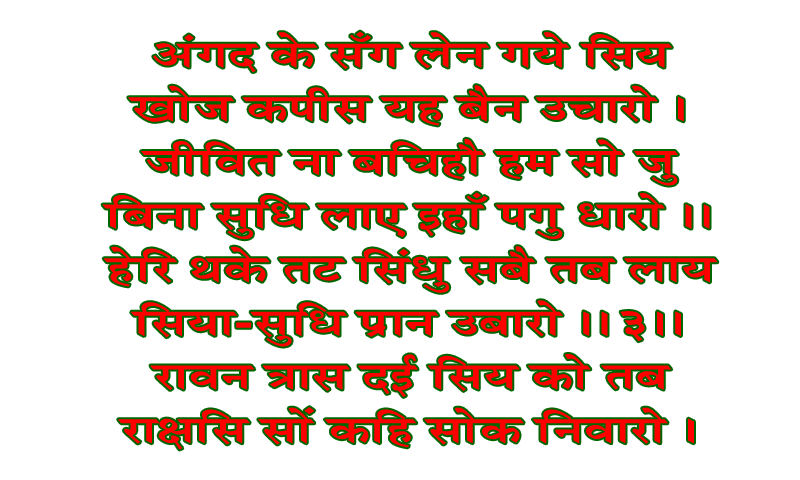 अंगद के सँग लेन गये सिय
खोज कपीस यह बैन उचारो ।
जीवित ना बचिहौ हम सो जु
बिना सुधि लाए इहाँ पगु धारो ।।
हेरि थके तट सिंधु सबै तब लाय
सिया-सुधि प्रान उबारो ।। ३।।
रावन त्रास दई सिय को तब
राक्षसि सों कहि सोक निवारो ।